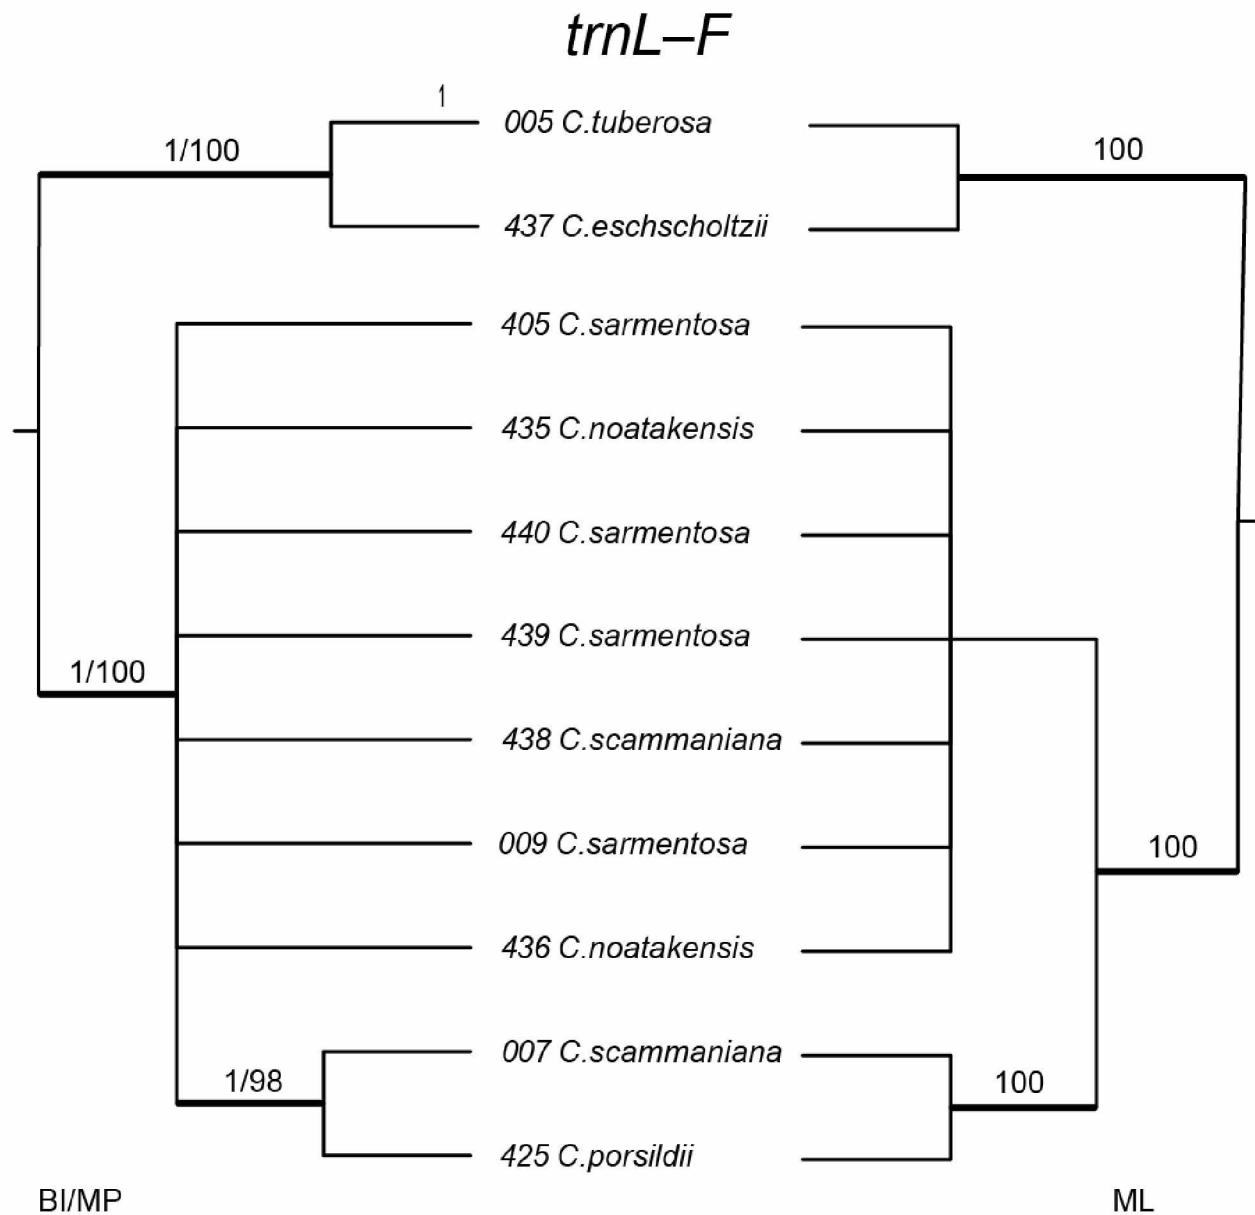 trnL–F
1
005 C.tuberosa
1/100
100
437 C.eschscholtzii
405 C.sarmentosa
435 C.noatakensis
440 C.sarmentosa
439 C.sarmentosa
1/100
438 C.scammaniana
009 C.sarmentosa
100
436 C.noatakensis
007 C.scammaniana
1/98
100
425 C.porsildii
BI/MP
ML